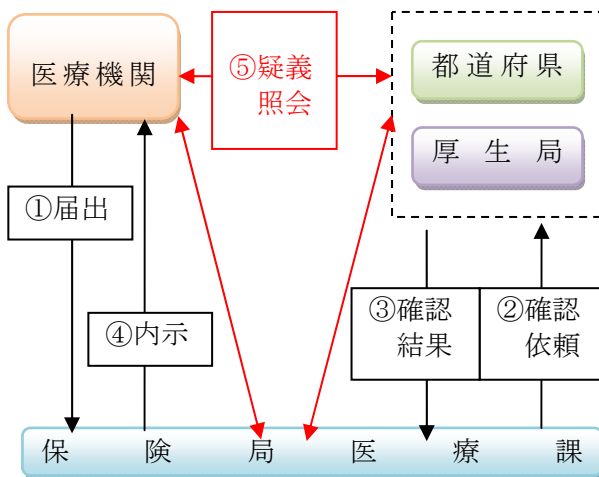 医療機関
⑤疑義
照会
都道府県
厚生局
①届出
④内示
③確認
結果
②確認
依頼
保険局医療課